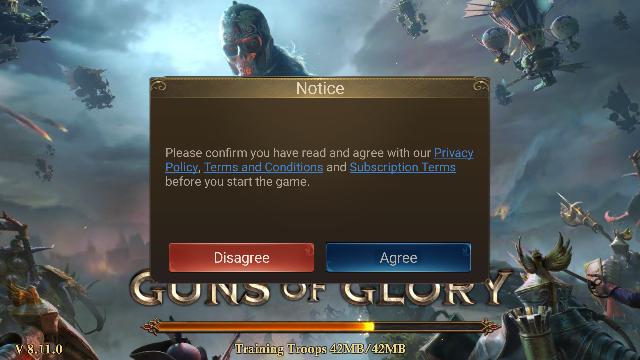 Notice
Please confirm you have read and agree with our Privacy
Policy, Terms and Conditions and Subscription Terms
before you start the game.
Disagree
Agree
GUNS OF GLORY
V 8.11.0
Training Troops 42MB/42MB